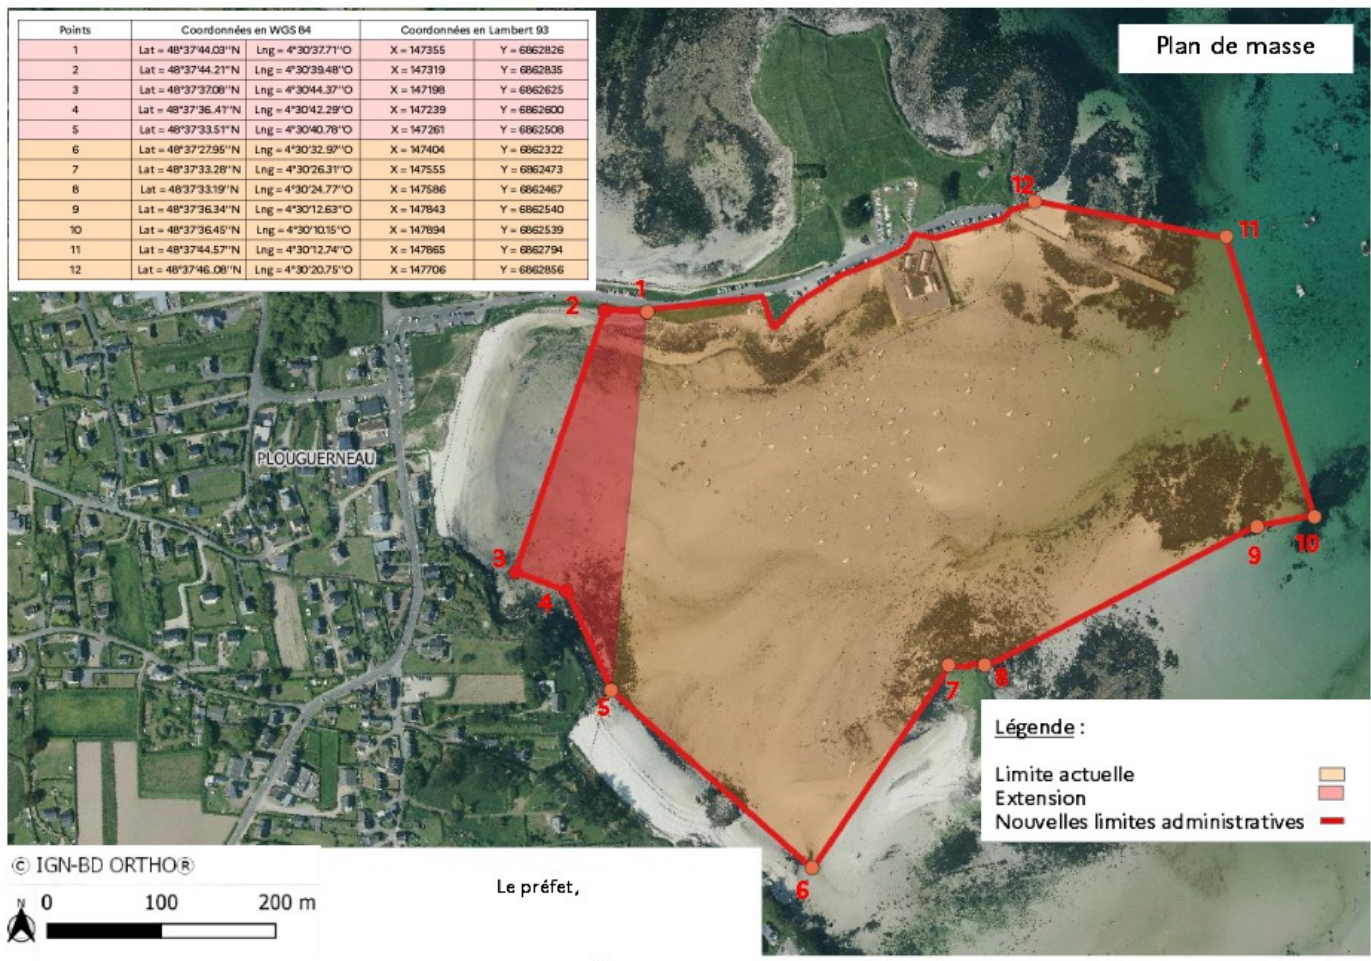 Points Coordonnées en WGS 84 Coordonnées en Lambert 93
1 Lat = 48°37'44.03''N Lng = 4°30'37.71''O X = 147355 Y = 6862826
2 Lat = 48°37'44.21''N Lng = 4°30'39.48''O X = 147319 Y = 6862835
3 Lat = 48°37'37.08''N Lng = 4°30'44.37''O X = 147198 Y = 6862625
4 Lat = 48°37'36.41''N Lng = 4°30'42.29''O X = 147239 Y = 6862600
5 Lat = 48°37'33.51''N Lng = 4°30'40.78''O X = 147261 Y = 6862508
6 Lat = 48°37'27.95''N Lng = 4°30'32.97''O X = 147404 Y = 6862322
7 Lat = 48°37'33.28''N Lng = 4°30'26.31''O X = 147555 Y = 6862473
8 Lat = 48°37'33.19''N Lng = 4°30'24.77''O X = 147586 Y = 6862467
9 Lat = 48°37'36.34''N Lng = 4°30'12.63''O X = 147843 Y = 6862540
10 Lat = 48°37'36.45''N Lng = 4°30'10.15''O X = 147894 Y = 6862539
11 Lat = 48°37'44.57''N Lng = 4°30'12.74''O X = 147865 Y = 6862794
12 Lat = 48°37'46.08''N Lng = 4°30'20.75''O X = 147706 Y = 6862856
Plan de masse
12
11
1
2
PLOUGUERNEAU
3
4
9
10
5
7
8
6
Légende :
Limite actuelle
Extension
Nouvelles limites administratives
© IGN-BD ORTHO®
N 0 100 200 m
Le préfet,